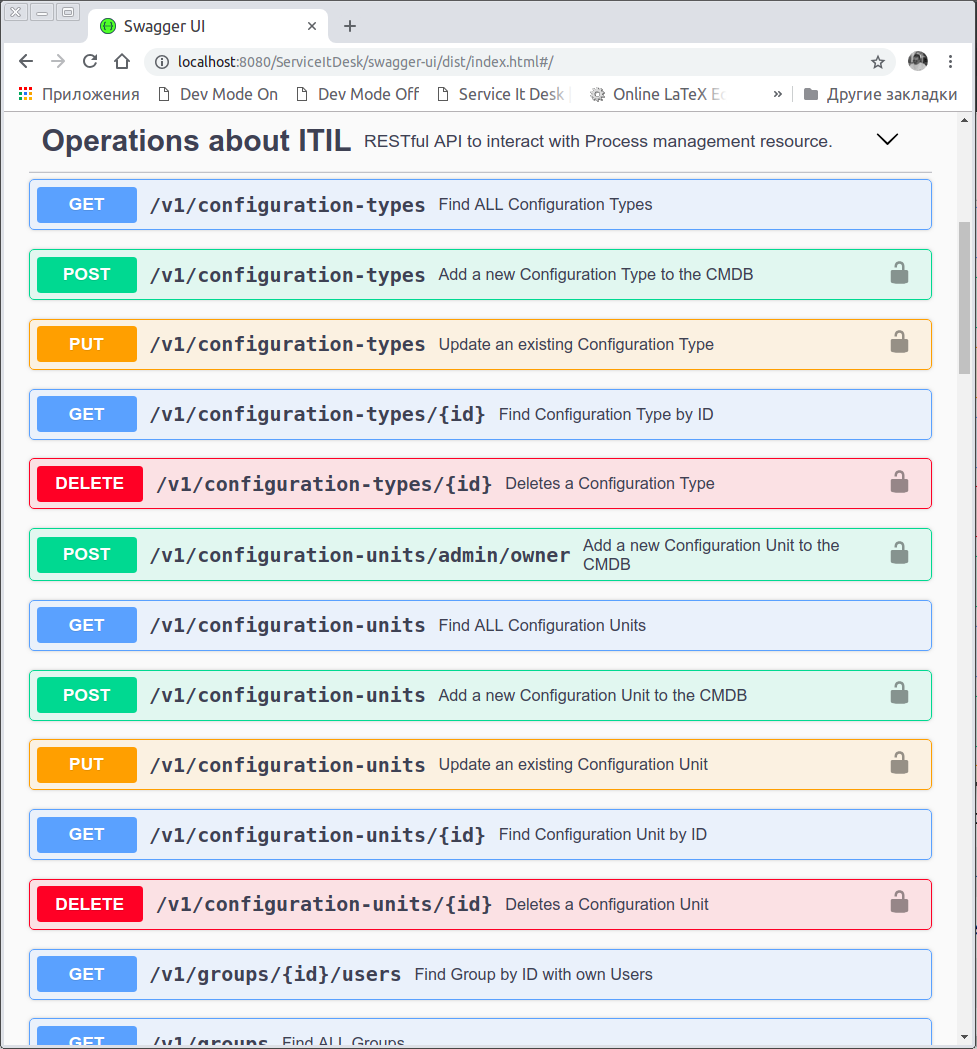 Swagger UI
localhost:8080/ServiceItDesk/swagger-ui/dist/index.html#/
Приложения Dev Mode On Dev Mode Off Service It Desk Online LaTeX Ec » Другие закладки
Operations about ITIL RESTful API to interact with Process management resource.
GET /v1/configuration-types Find ALL Configuration Types
POST /v1/configuration-types Add a new Configuration Type to the CMDB
PUT /v1/configuration-types Update an existing Configuration Type
GET /v1/configuration-types/{id} Find Configuration Type by ID
DELETE /v1/configuration-types/{id} Deletes a Configuration Type
POST /v1/configuration-units/admin/owner Add a new Configuration Unit to the
CMDB
GET /v1/configuration-units Find ALL Configuration Units
POST /v1/configuration-units Add a new Configuration Unit to the CMDB
PUT /v1/configuration-units Update an existing Configuration Unit
GET /v1/configuration-units/{id} Find Configuration Unit by ID
DELETE /v1/configuration-units/{id} Deletes a Configuration Unit
GET /v1/groups/{id}/users Find Group by ID with own Users
GET /v1/groups Find ALL Groups